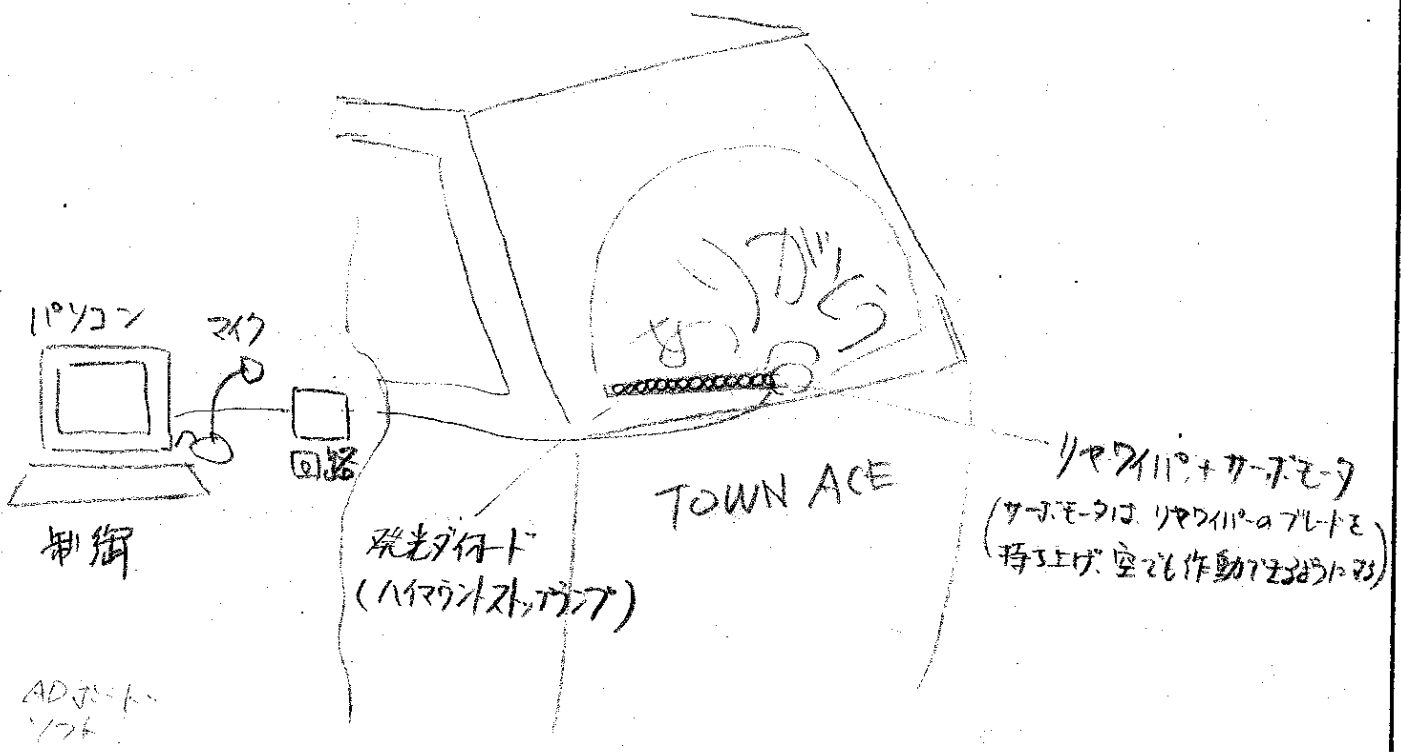 パソコン
マイク
回路
制御
ありがとう
TOWN ACE
発光ダイオード
(ハイマウントストップランプ)
リヤワイパ+サーボモータ
(サーボモータは、リヤワイパーのブレードを
持ち上げ、空でも作動できるようにする)
ADボード
ソフト